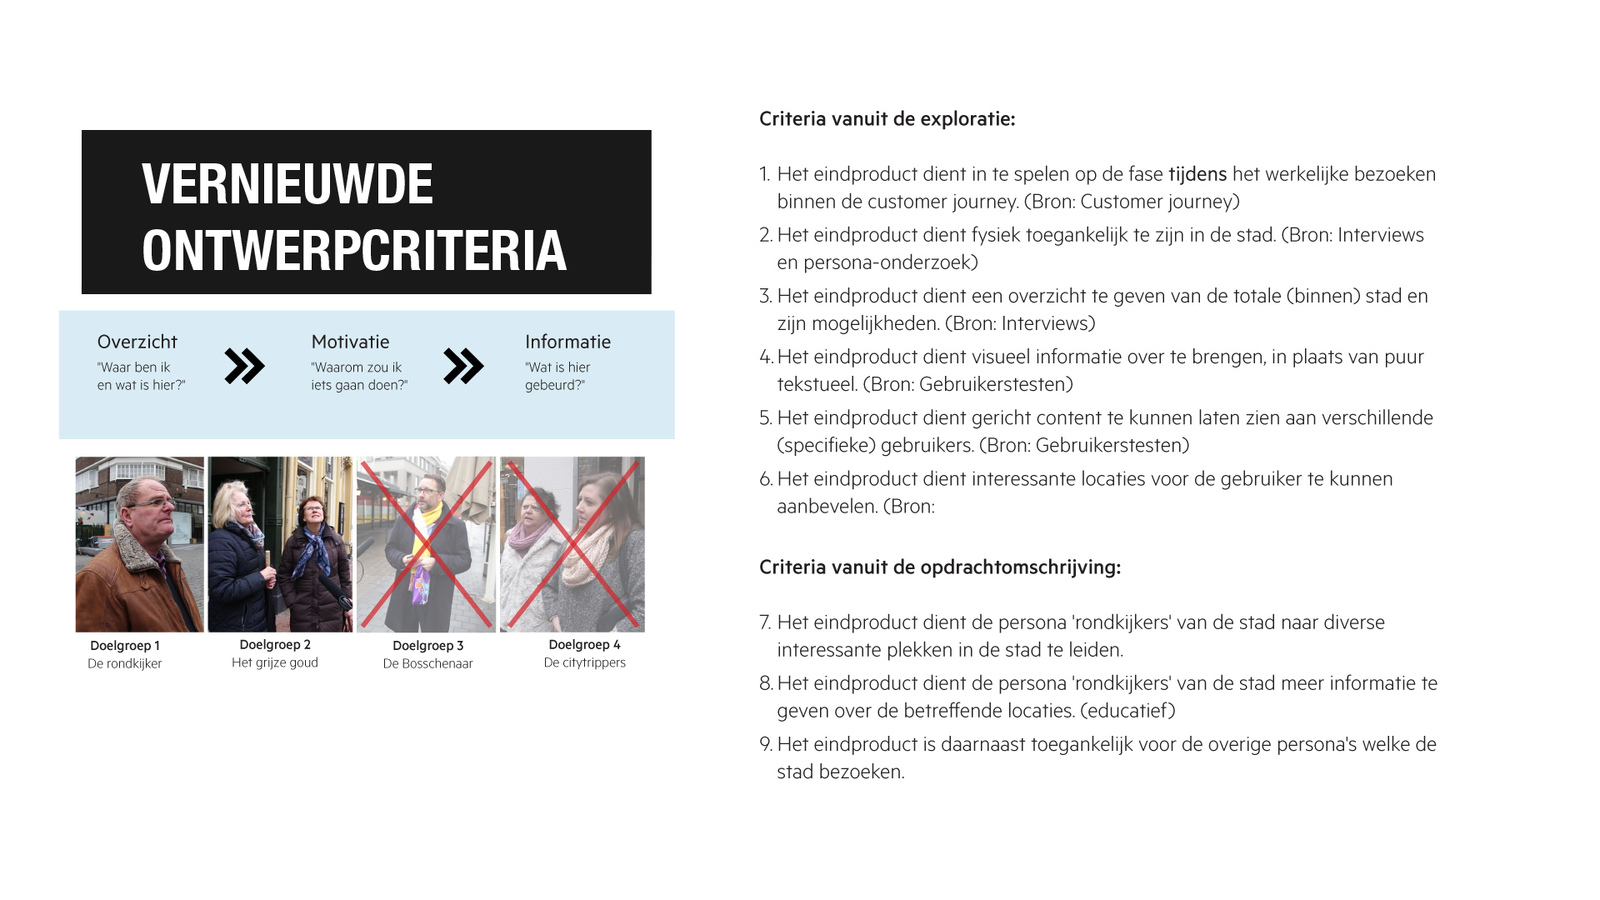 VERNIEUWDE
ONTWERPCRITERIA
Overzicht
"Waar ben ik
en wat is hier?"
Motivatie
"Waarom zou ik
iets gaan doen?"
Informatie
"Wat is hier
gebeurd?"
Doelgroep 1
De rondkijker
Doelgroep 2
Het grijze goud
Doelgroep 3
De Bosschenaar
Doelgroep 4
De citytrippers
Criteria vanuit de exploratie:
1. Het eindproduct dient in te spelen op de fase tijdens het werkelijke bezoeken
binnen de customer journey. (Bron: Customer journey)
2. Het eindproduct dient fysiek toegankelijk te zijn in de stad. (Bron: Interviews
en persona-onderzoek)
3. Het eindproduct dient een overzicht te geven van de totale (binnen) stad en
zijn mogelijkheden. (Bron: Interviews)
4. Het eindproduct dient visueel informatie over te brengen, in plaats van puur
tekstueel. (Bron: Gebruikerstesten)
5. Het eindproduct dient gericht content te kunnen laten zien aan verschillende
(specifieke) gebruikers. (Bron: Gebruikerstesten)
6. Het eindproduct dient interessante locaties voor de gebruiker te kunnen
aanbevelen. (Bron:
Criteria vanuit de opdrachtomschrijving:
7. Het eindproduct dient de persona 'rondkijkers' van de stad naar diverse
interessante plekken in de stad te leiden.
8. Het eindproduct dient de persona 'rondkijkers' van de stad meer informatie te
geven over de betreffende locaties. (educatief)
9. Het eindproduct is daarnaast toegankelijk voor de overige persona's welke de
stad bezoeken.